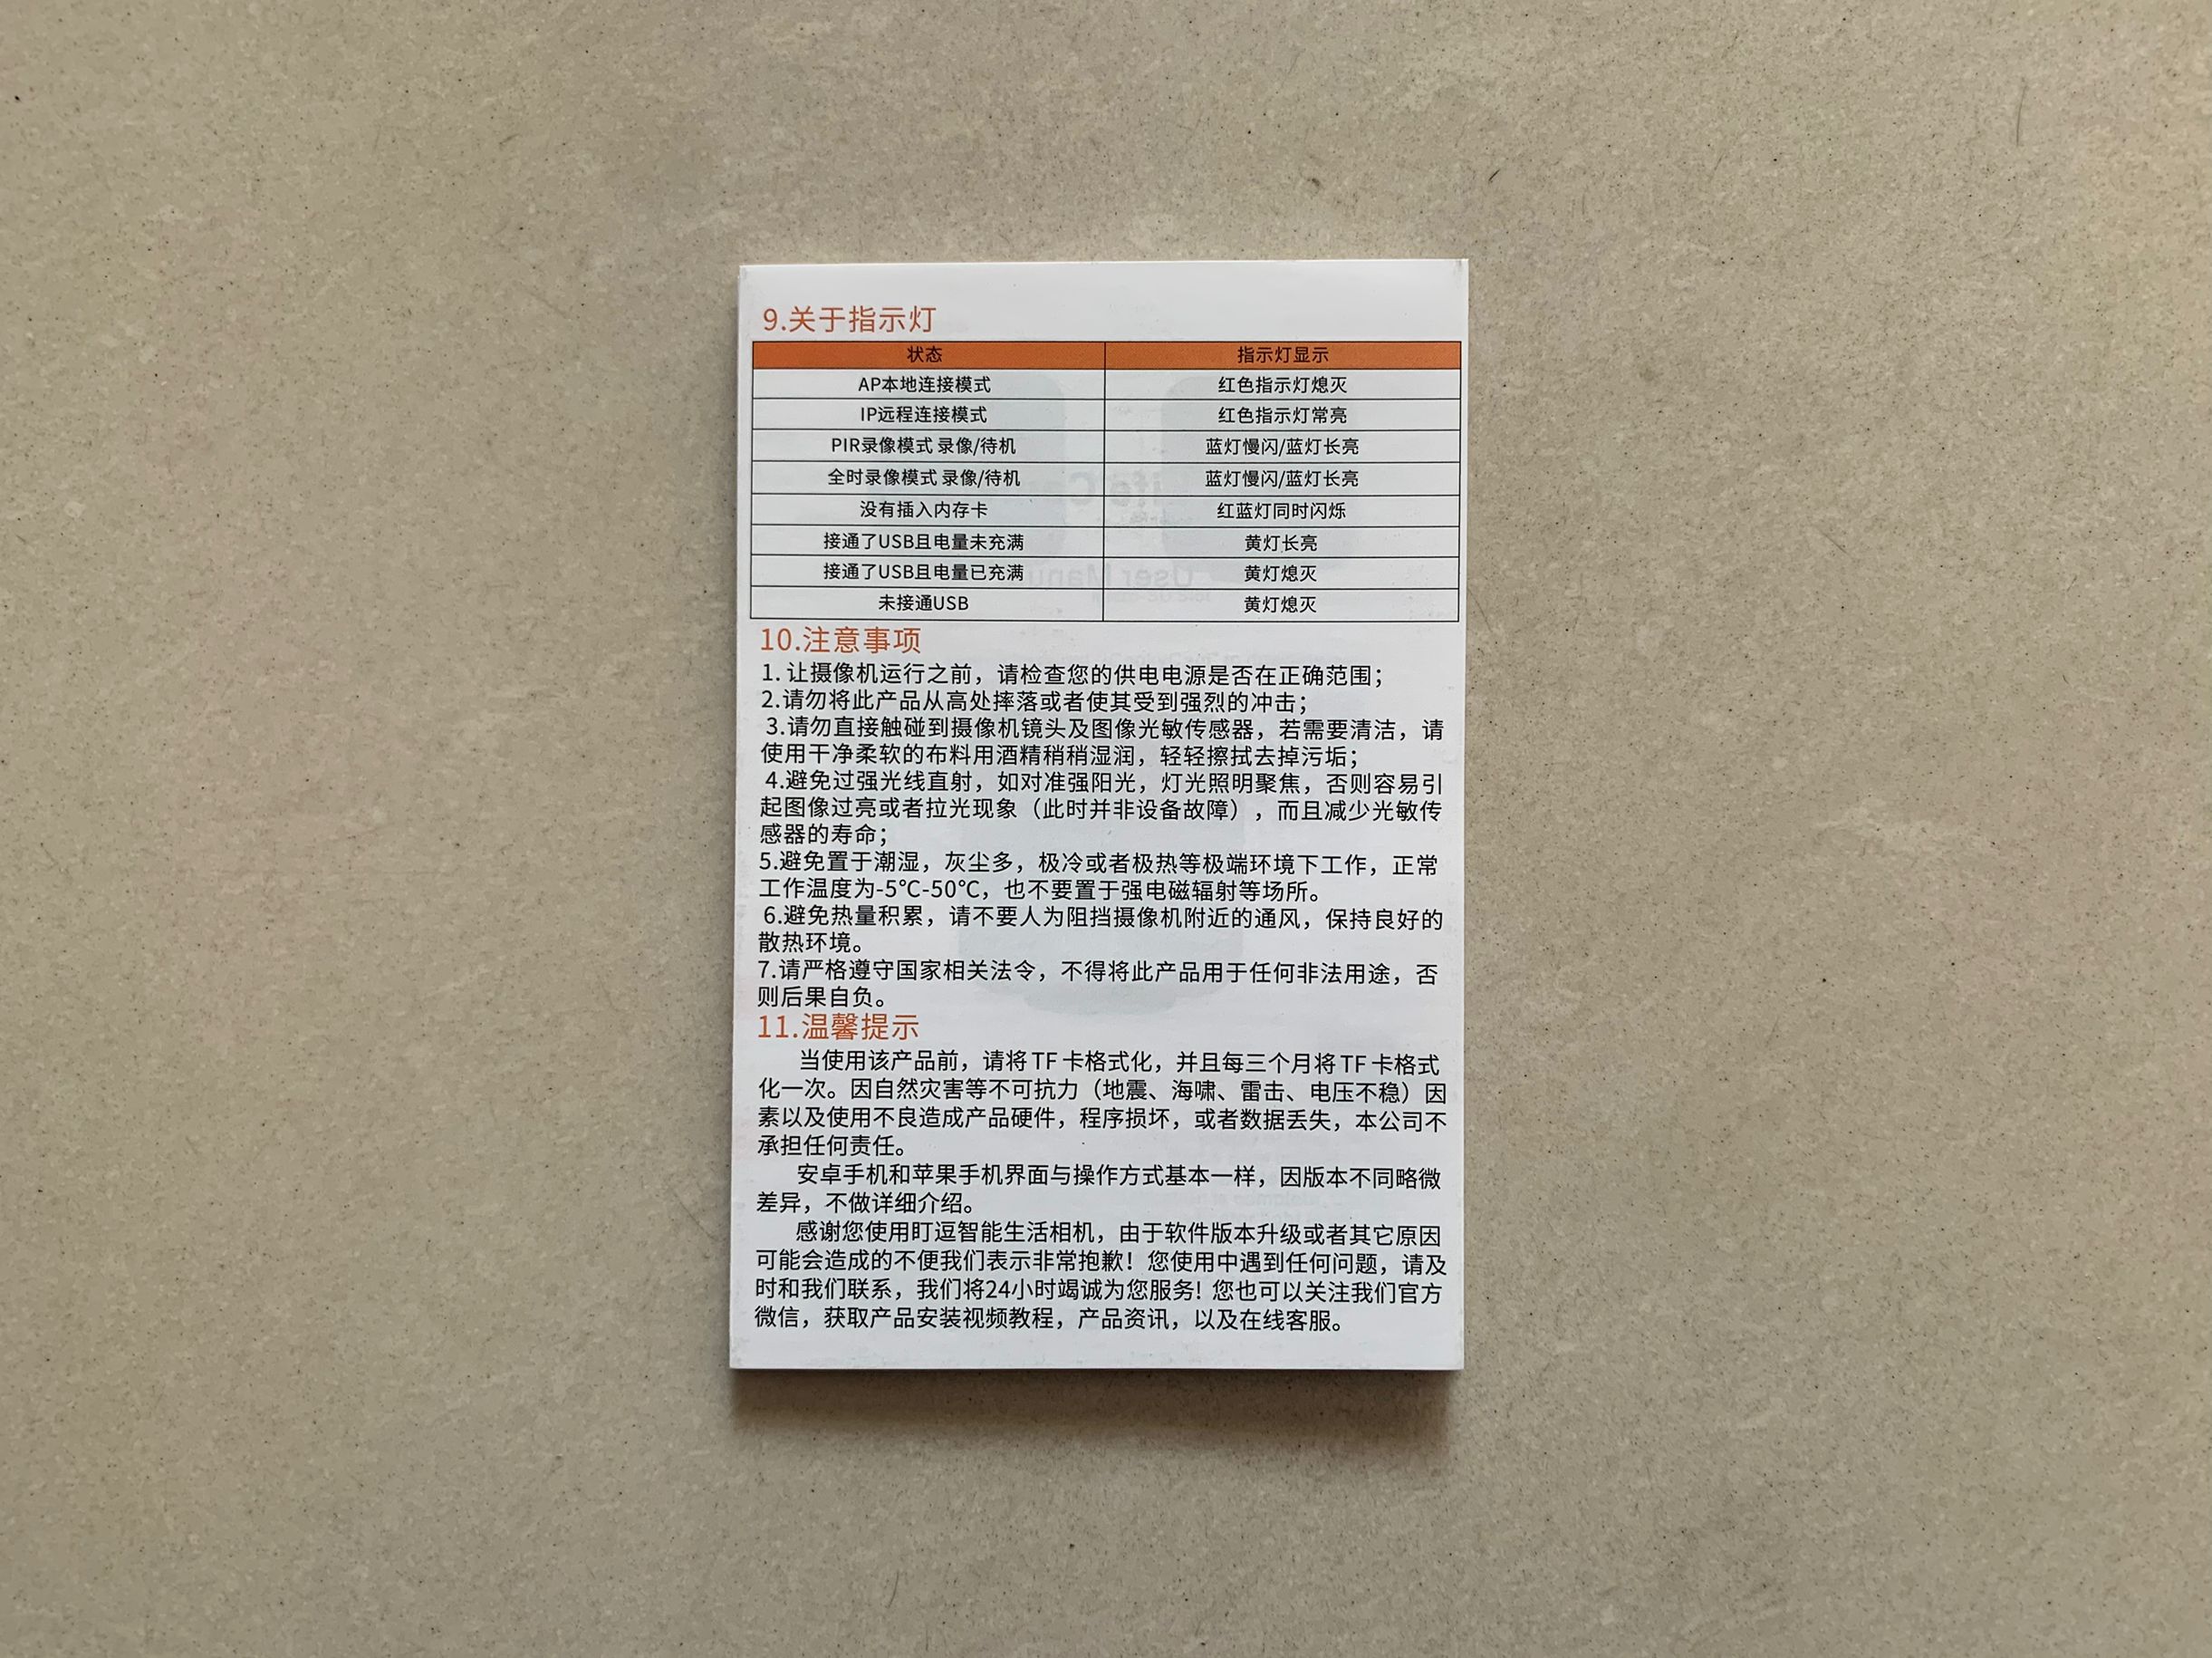 9.关于指示灯
状态 指示灯显示
AP本地连接模式 红色指示灯熄灭
IP远程连接模式 红色指示灯常亮
PIR录像模式 录像/待机 蓝灯慢闪/蓝灯长亮
全时录像模式 录像/待机 蓝灯慢闪/蓝灯长亮
没有插入内存卡 红蓝灯同时闪烁
接通了USB且电量未充满 黄灯长亮
接通了USB且电量已充满 黄灯熄灭
未接通USB 黄灯熄灭
10.注意事项
1. 让摄像机运行之前，请检查您的供电电源是否在正确范围；
2.请勿将此产品从高处摔落或者使其受到强烈的冲击；
3.请勿直接触碰到摄像机镜头及图像光敏传感器，若需要清洁，请
使用干净柔软的布料用酒精稍稍湿润，轻轻擦拭去掉污垢；
4.避免过强光线直射，如对准强阳光，灯光照明聚焦，否则容易引
起图像过亮或者拉光现象（此时并非设备故障），而且减少光敏传
感器的寿命；
5.避免置于潮湿，灰尘多，极冷或者极热等极端环境下工作，正常
工作温度为-5℃-50℃，也不要置于强电磁辐射等场所。
6.避免热量积累，请不要人为阻挡摄像机附近的通风，保持良好的
散热环境。
7.请严格遵守国家相关法令，不得将此产品用于任何非法用途，否
则后果自负。
11.温馨提示
当使用该产品前，请将TF卡格式化，并且每三个月将TF卡格式
化一次。因自然灾害等不可抗力（地震、海啸、雷击、电压不稳）因
素以及使用不良造成产品硬件，程序损坏，或者数据丢失，本公司不
承担任何责任。
安卓手机和苹果手机界面与操作方式基本一样，因版本不同略微
差异，不做详细介绍。
感谢您使用盯逗智能生活相机，由于软件版本升级或者其它原因
可能会造成的不便我们表示非常抱歉！您使用中遇到任何问题，请及
时和我们联系，我们将24小时竭诚为您服务！您也可以关注我们官方
微信，获取产品安装视频教程，产品资讯，以及在线客服。